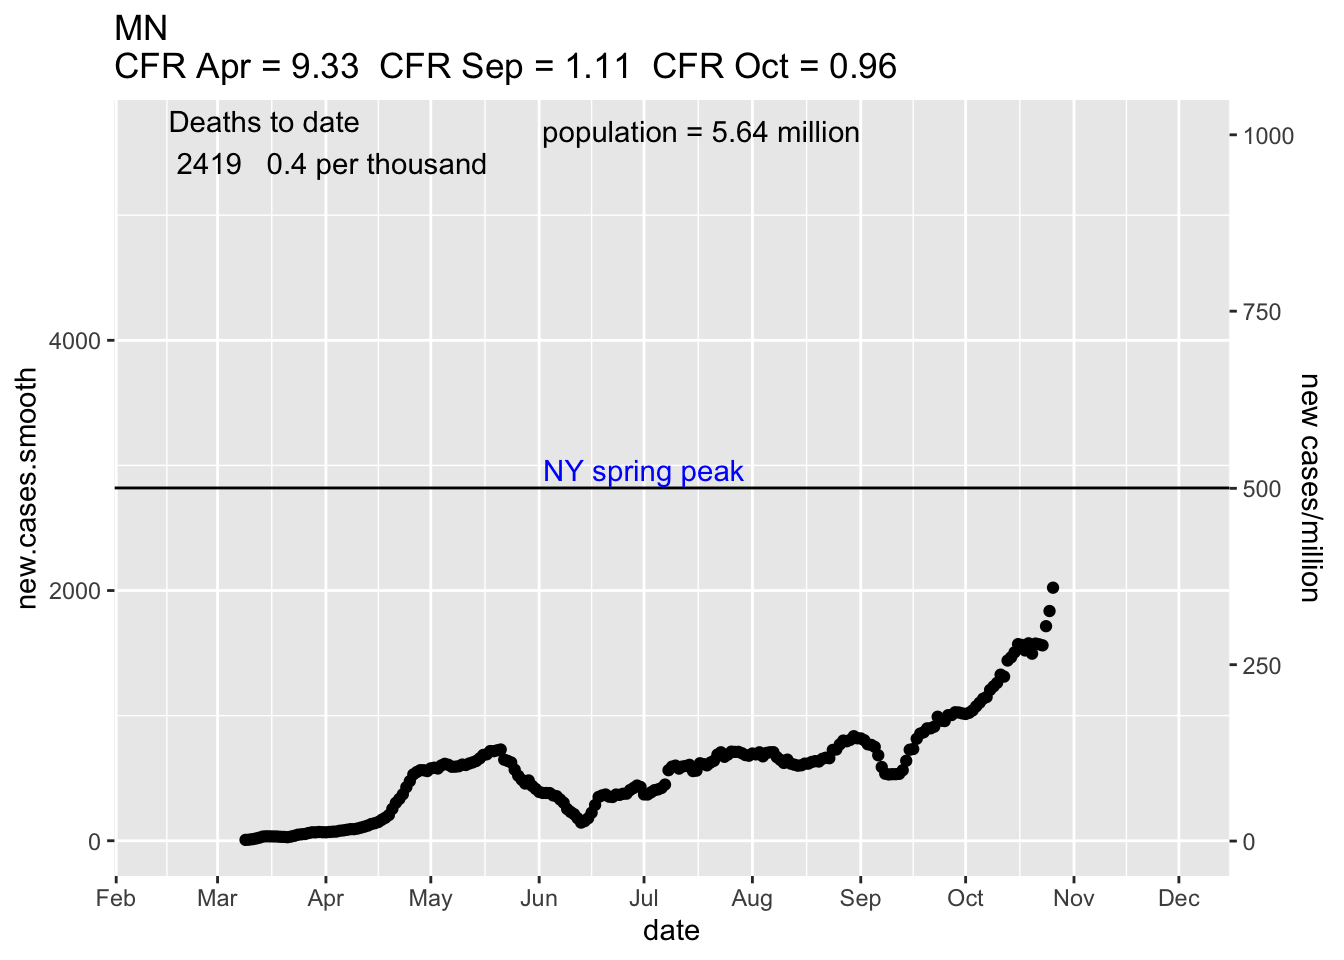 MN
CFR Apr = 9.33  CFR Sep = 1.11  CFR Oct = 0.96
Deaths to date
2419   0.4 per thousand
population = 5.64 million
NY spring peak
new.cases.smooth
4000
2000
0
1000
750
500
250
0
new cases/million
Feb Mar Apr May Jun Jul Aug Sep Oct Nov Dec
date